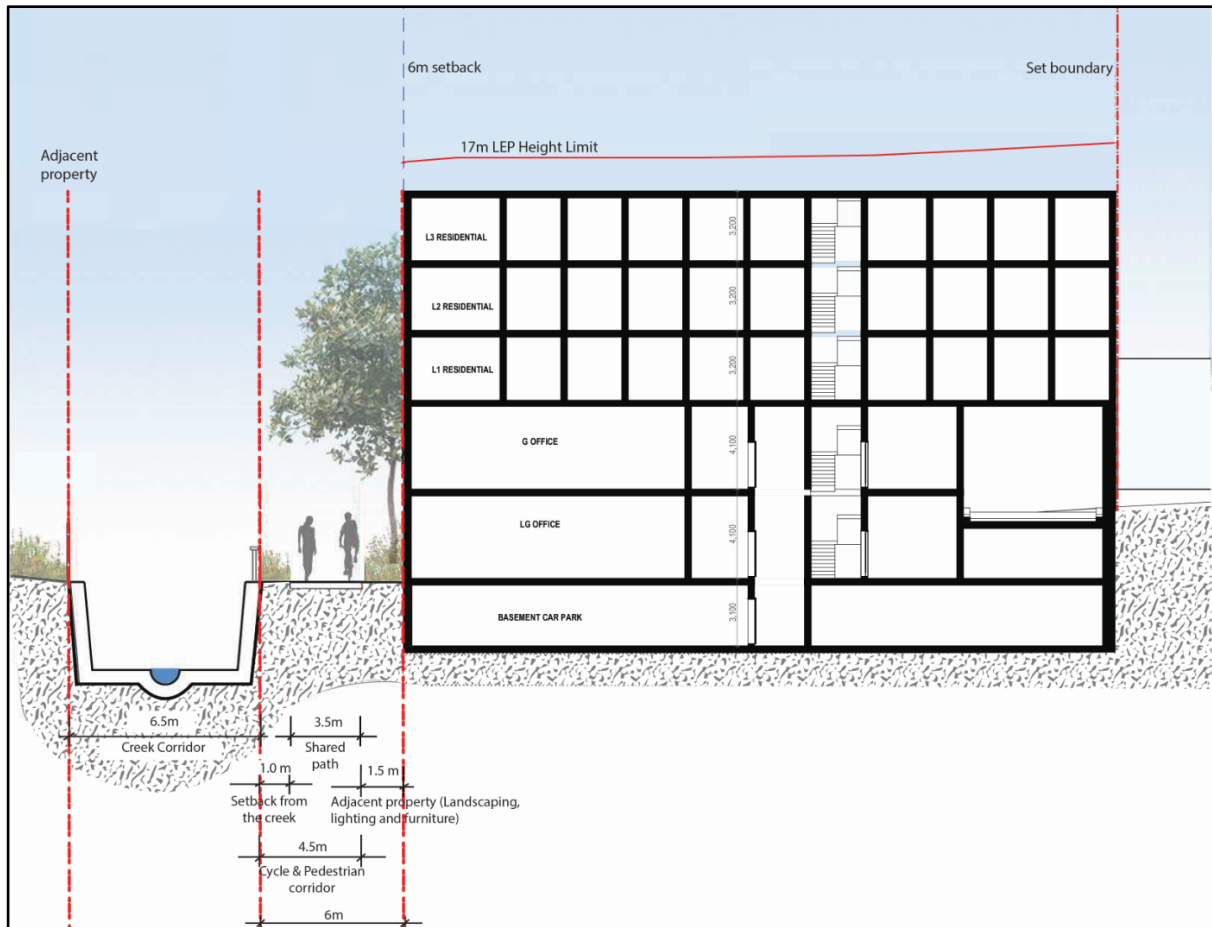 6m setback
Set boundary
17m LEP Height Limit
Adjacent
property
L3 RESIDENTIAL
3,200
L2 RESIDENTIAL
3,200
L1 RESIDENTIAL
3,200
G OFFICE
4,100
LG OFFICE
4,100
BASEMENT CAR PARK
3,100
6.5m
Creek Corridor
3.5m
Shared
path
1.0 m
Setback from
the creek
1.5 m
Adjacent property (Landscaping,
lighting and furniture)
4.5m
Cycle & Pedestrian
corridor
6m